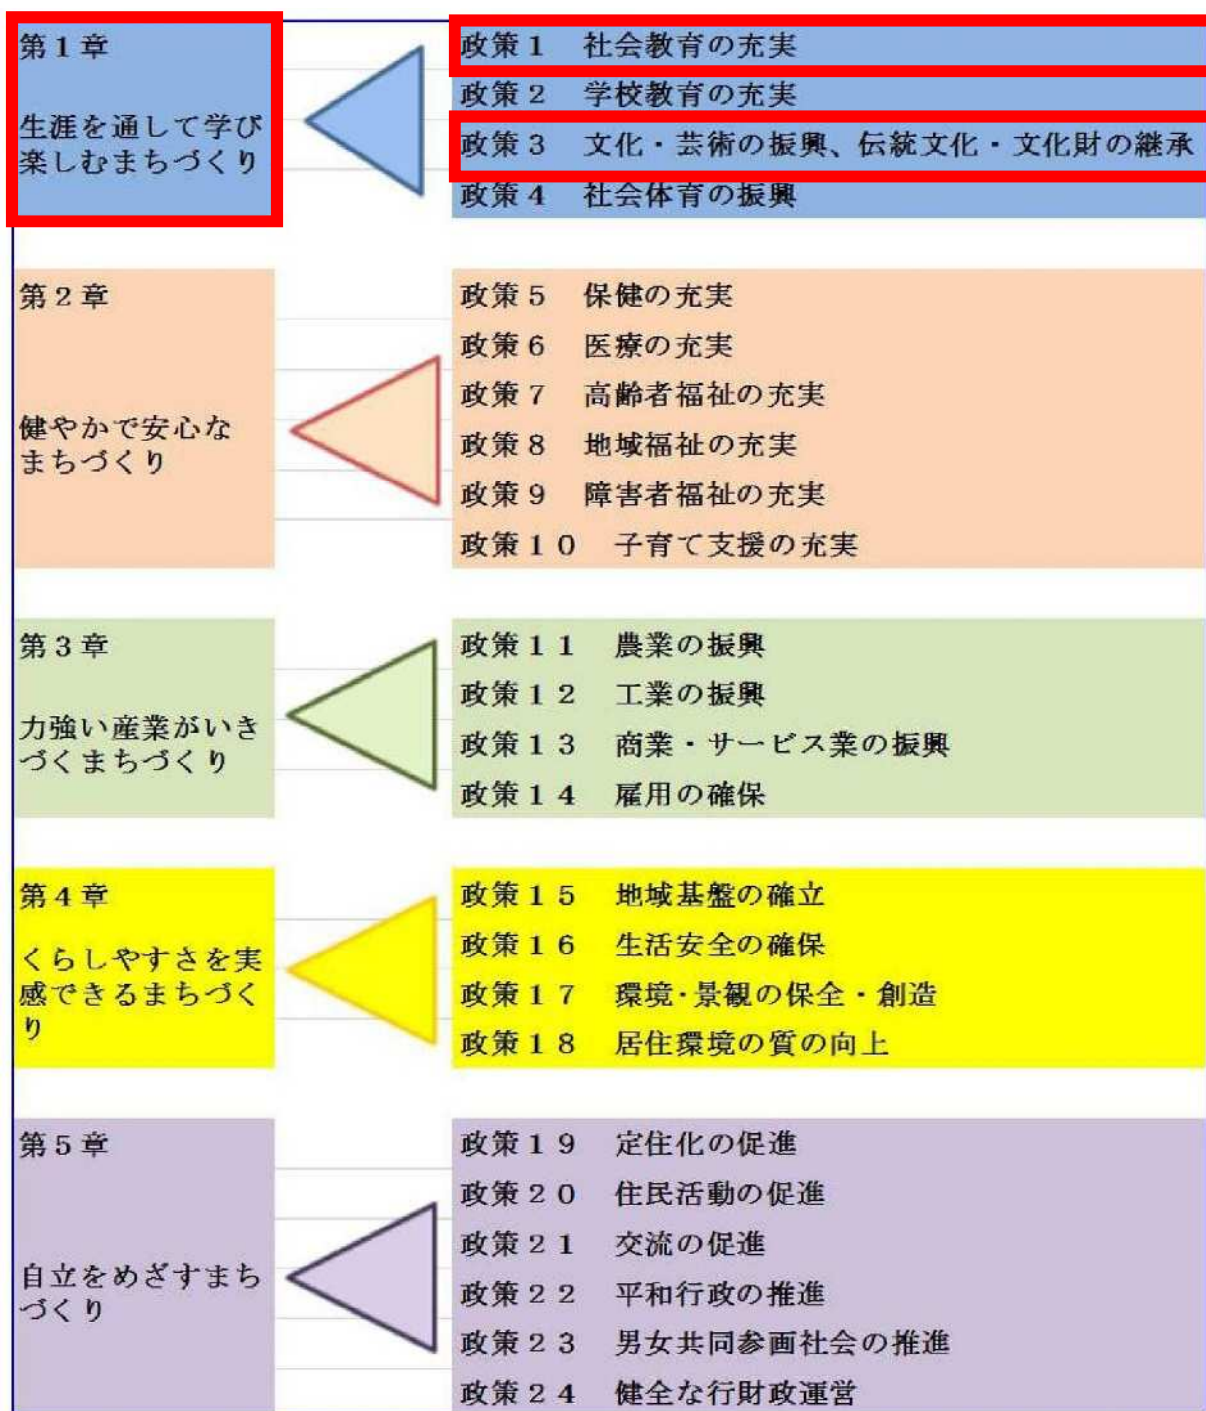 第１章
生涯を通して学び
楽しむまちづくり
政策１　社会教育の充実
政策２　学校教育の充実
政策３　文化・芸術の振興、伝統文化・文化財の継承
政策４　社会体育の振興
第２章
健やかで安心な
まちづくり
政策５　保健の充実
政策６　医療の充実
政策７　高齢者福祉の充実
政策８　地域福祉の充実
政策９　障害者福祉の充実
政策１０　子育て支援の充実
第３章
力強い産業がいき
づくまちづくり
政策１１　農業の振興
政策１２　工業の振興
政策１３　商業・サービス業の振興
政策１４　雇用の確保
第４章
くらしやすさを実
感できるまちづく
り
政策１５　地域基盤の確立
政策１６　生活安全の確保
政策１７　環境・景観の保全・創造
政策１８　居住環境の質の向上
第５章
自立をめざすまち
づくり
政策１９　定住化の促進
政策２０　住民活動の促進
政策２１　交流の促進
政策２２　平和行政の推進
政策２３　男女共同参画社会の推進
政策２４　健全な行財政運営